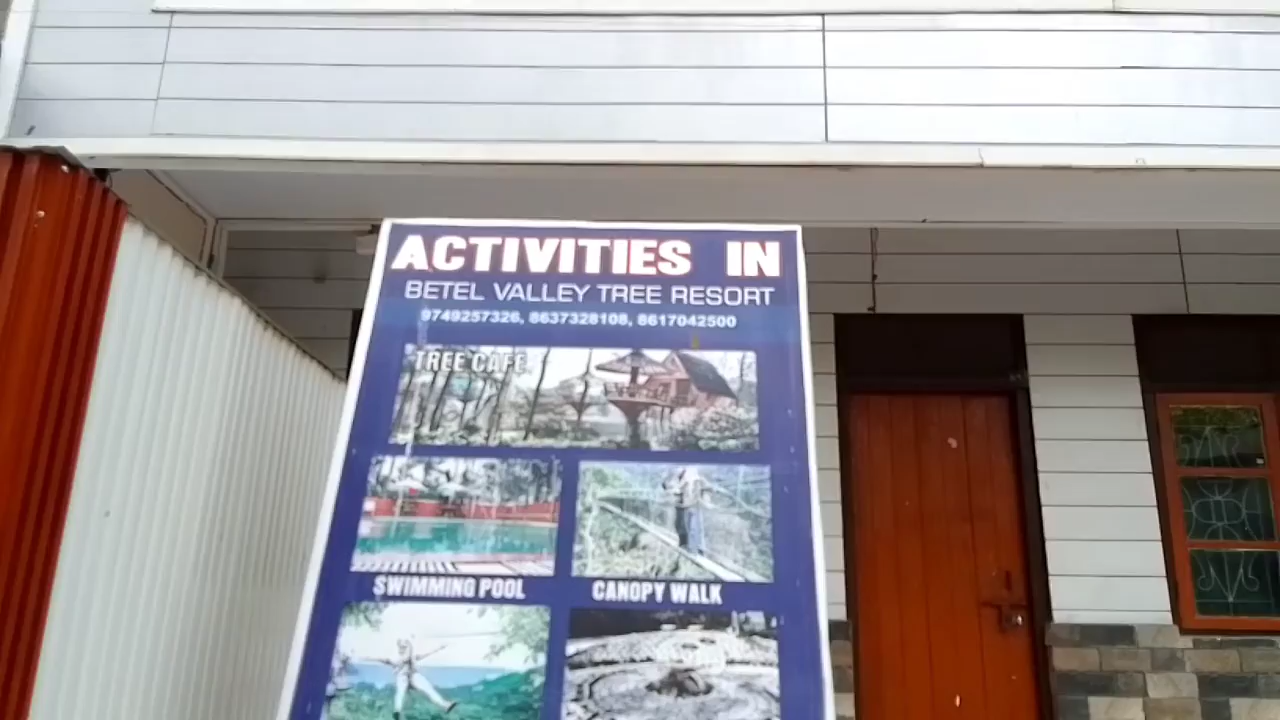 ACTIVITIES IN
BETEL VALLEY TREE RESORT
9749257326, 8637328108, 8617042500
TREE CAFE
SWIMMING POOL
CANOPY WALK